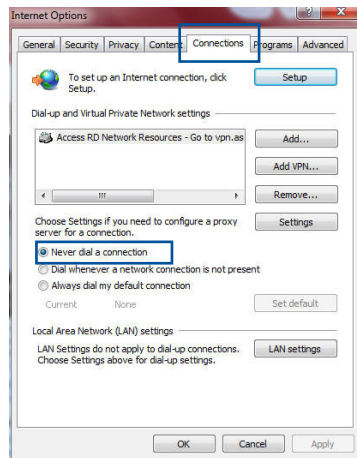 Internet Options
General Security Privacy Content Connections Programs Advanced
To set up an Internet connection, click
Setup.
Setup
Dial-up and Virtual Private Network settings
Access RD Network Resources - Go to vpn.as
Add...
Add VPN...
Remove...
Choose Settings if you need to configure a proxy
server for a connection.
Settings
Never dial a connection
Dial whenever a network connection is not present
Always dial my default connection
Current None
Set default
Local Area Network (LAN) settings
LAN Settings do not apply to dial-up connections.
Choose Settings above for dial-up settings.
LAN settings
OK Cancel Apply